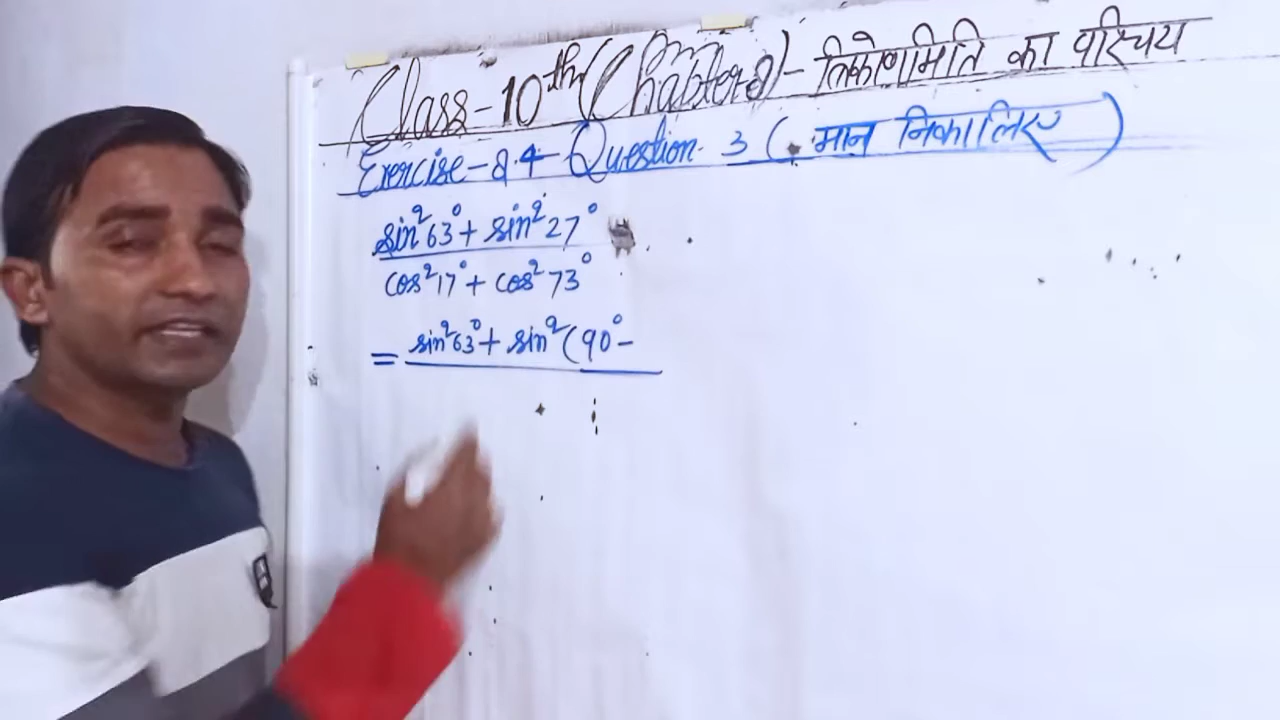 Class-10th (Chapter-8) - त्रिकोणमिति का परिचय
Exercise-8.4 Question. 3 ( मान निकालिए )
sin²63° + sin²27°
cos²17° + cos²73°
= sin²63° + sin²(90° -